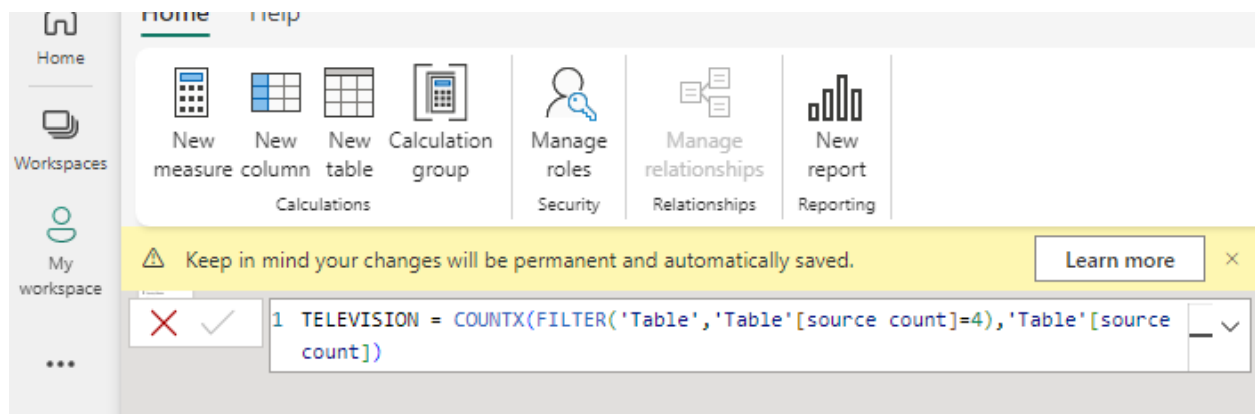 Home Help
Home
Workspaces
My
workspace
New
measure
New
column
New
table
Calculation
group
Calculations
Manage
roles
Security
Manage
relationships
Relationships
New
report
Reporting
Keep in mind your changes will be permanent and automatically saved.
Learn more
1 TELEVISION = COUNTX(FILTER('Table','Table'[source count]=4),'Table'[source
count])